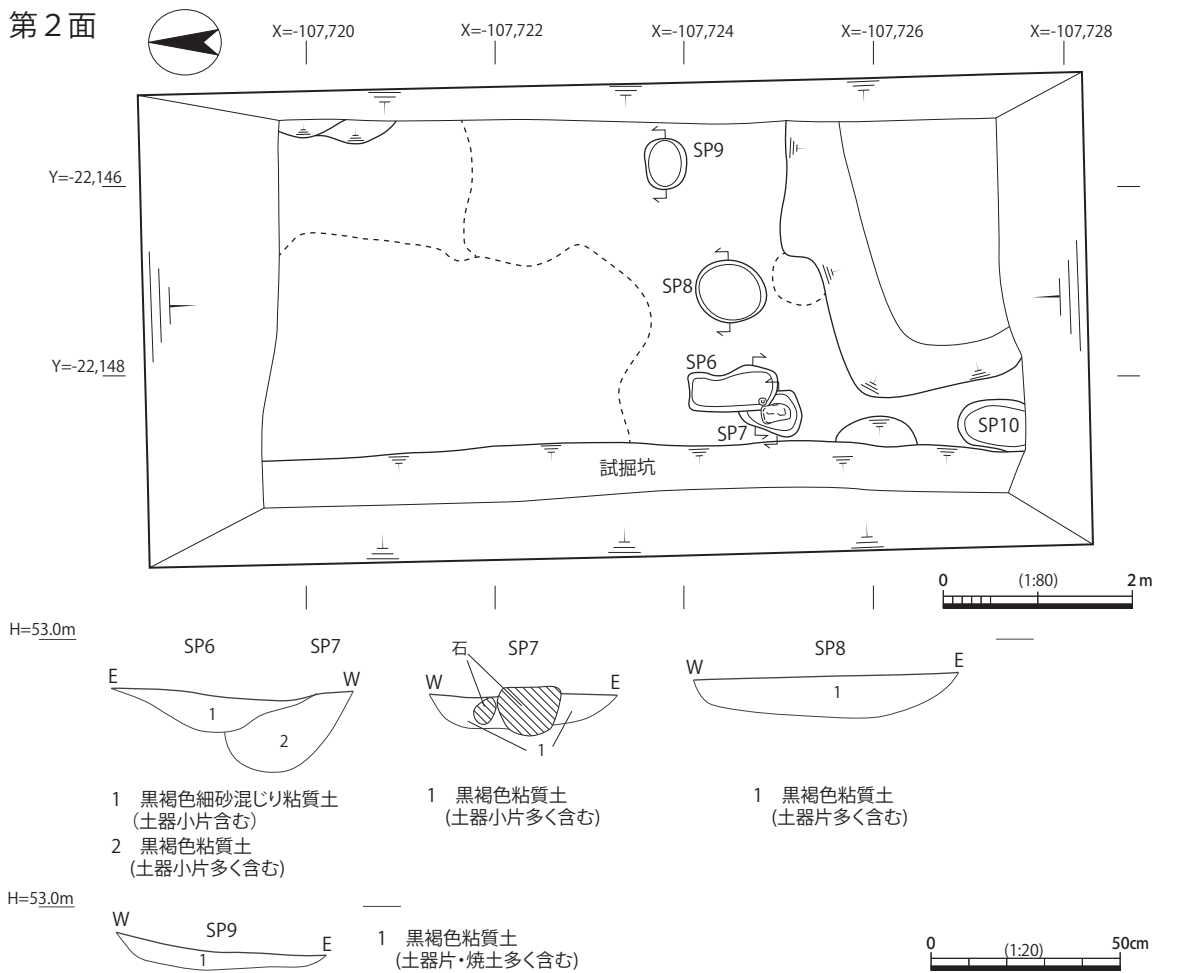 第２面
X=-107,720
X=-107,722
X=-107,724
X=-107,726
X=-107,728
Y=-22,146
Y=-22,148
SP9
SP8
SP6
SP7
SP10
試掘坑
0
(1:80)
2 m
H=53.0m
SP6
SP7
E
W
1
2
1　黒褐色細砂混じり粘質土
（土器小片含む）
2　黒褐色粘質土
(土器小片多く含む)
石
SP7
W
E
1
1　黒褐色粘質土
(土器小片多く含む)
SP8
W
E
1
1　黒褐色粘質土
(土器片多く含む)
H=53.0m
W
SP9
E
1
1　黒褐色粘質土
(土器片・焼土多く含む)
0
(1:20)
50cm